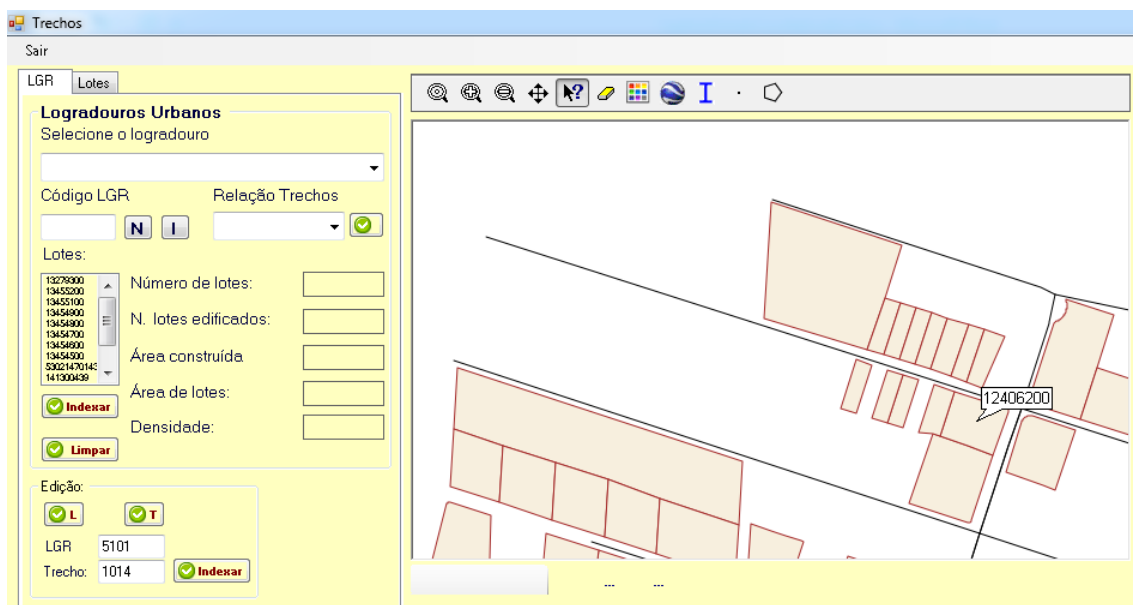 Trechos
Sair
LGR Lotes
Logradouros Urbanos
Selecione o logradouro
Código LGR Relação Trechos
N I
Lotes:
13279300
13455200
13455100
13454900
13454800
13454700
13454600
13454500
53021470143
141300439
Número de lotes:
N. lotes edificados:
Área construída
Área de lotes:
Densidade:
Indexar
Limpar
Edição:
L T
LGR 5101
Trecho: 1014 Indexar
12406200
--- ---